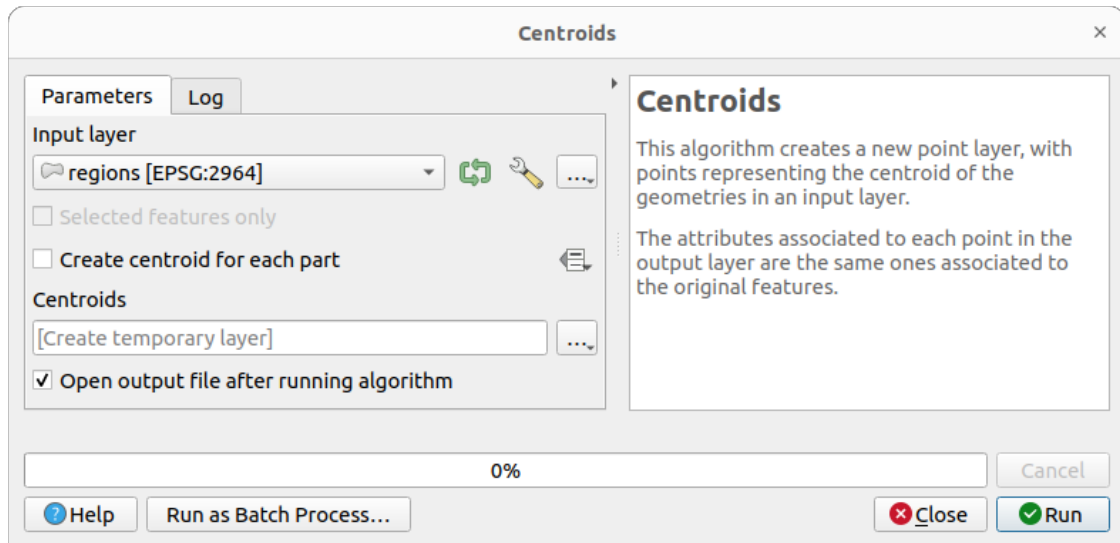 Centroids
Parameters
Log
Input layer
regions [EPSG:2964]
...
Selected features only
Create centroid for each part
Centroids
[Create temporary layer]
...
Open output file after running algorithm
Centroids
This algorithm creates a new point layer, with
points representing the centroid of the
geometries in an input layer.
The attributes associated to each point in the
output layer are the same ones associated to
the original features.
0%
Cancel
Help
Run as Batch Process...
Close
Run